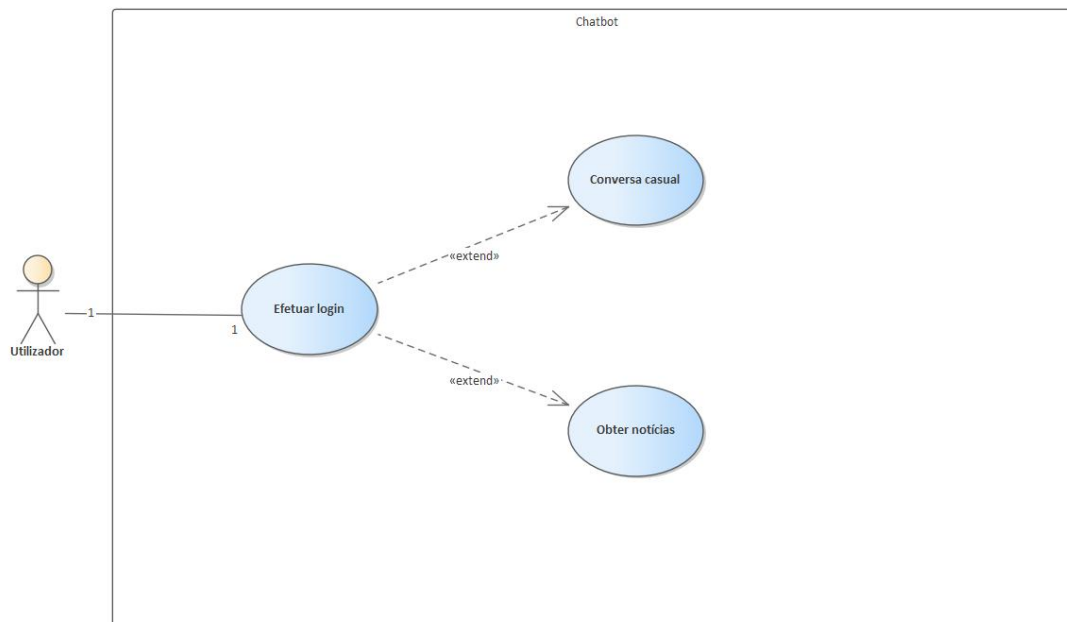 Chatbot
Conversa casual
«extend»
Efetuar login
1
1
Utilizador
«extend»
Obter notícias